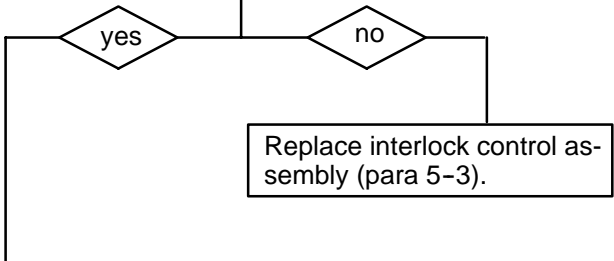 yes
no
Replace interlock control as-
sembly (para 5-3).